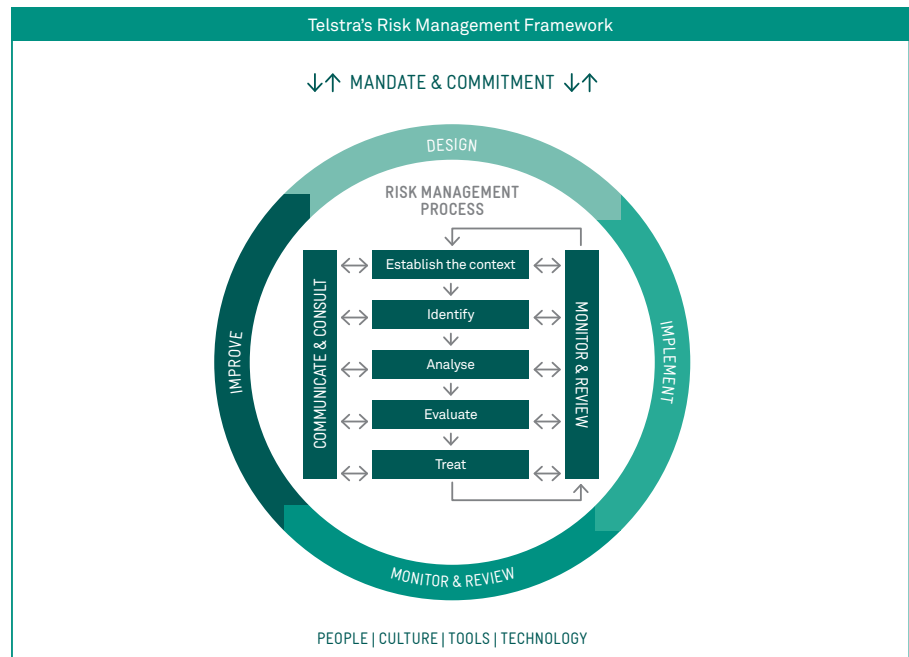 Telstra's Risk Management Framework
MANDATE & COMMITMENT
DESIGN
RISK MANAGEMENT
PROCESS
Establish the context
Identify
Analyse
Evaluate
Treat
COMMUNICATE & CONSULT
MONITOR & REVIEW
IMPROVE
IMPLEMENT
MONITOR & REVIEW
PEOPLE | CULTURE | TOOLS | TECHNOLOGY